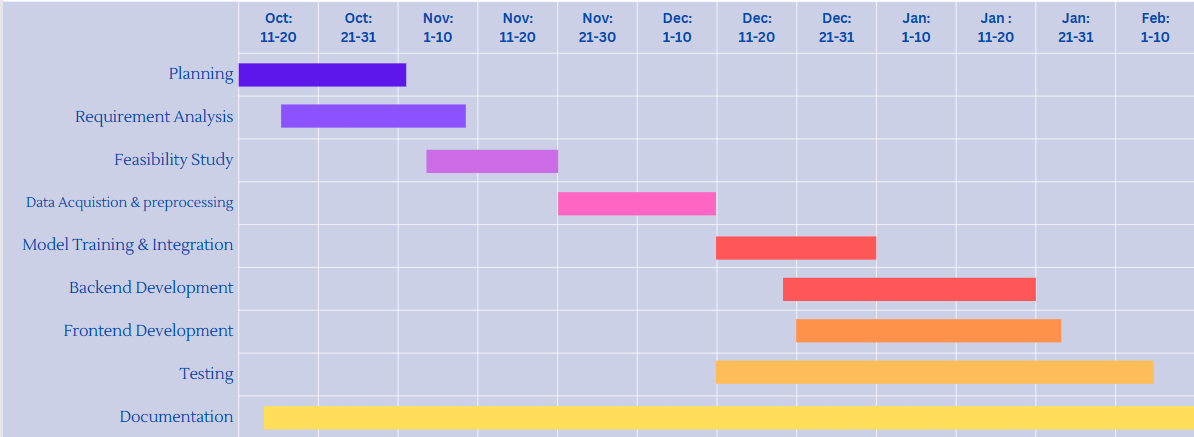 Oct: Oct: Nov: Nov: Nov: Dec: Dec: Dec: Jan: Jan : Jan: Feb:
11-20 21-31 1-10 11-20 21-30 1-10 11-20 21-31 1-10 11-20 21-31 1-10
Planning
Requirement Analysis
Feasibility Study
Data Acquistion & preprocessing
Model Training & Integration
Backend Development
Frontend Development
Testing
Documentation